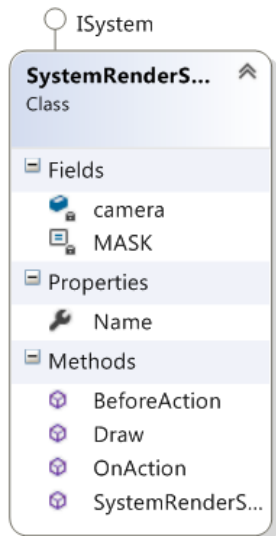 ISystem
SystemRenderS...
Class
Fields
camera
MASK
Properties
Name
Methods
BeforeAction
Draw
OnAction
SystemRenderS...